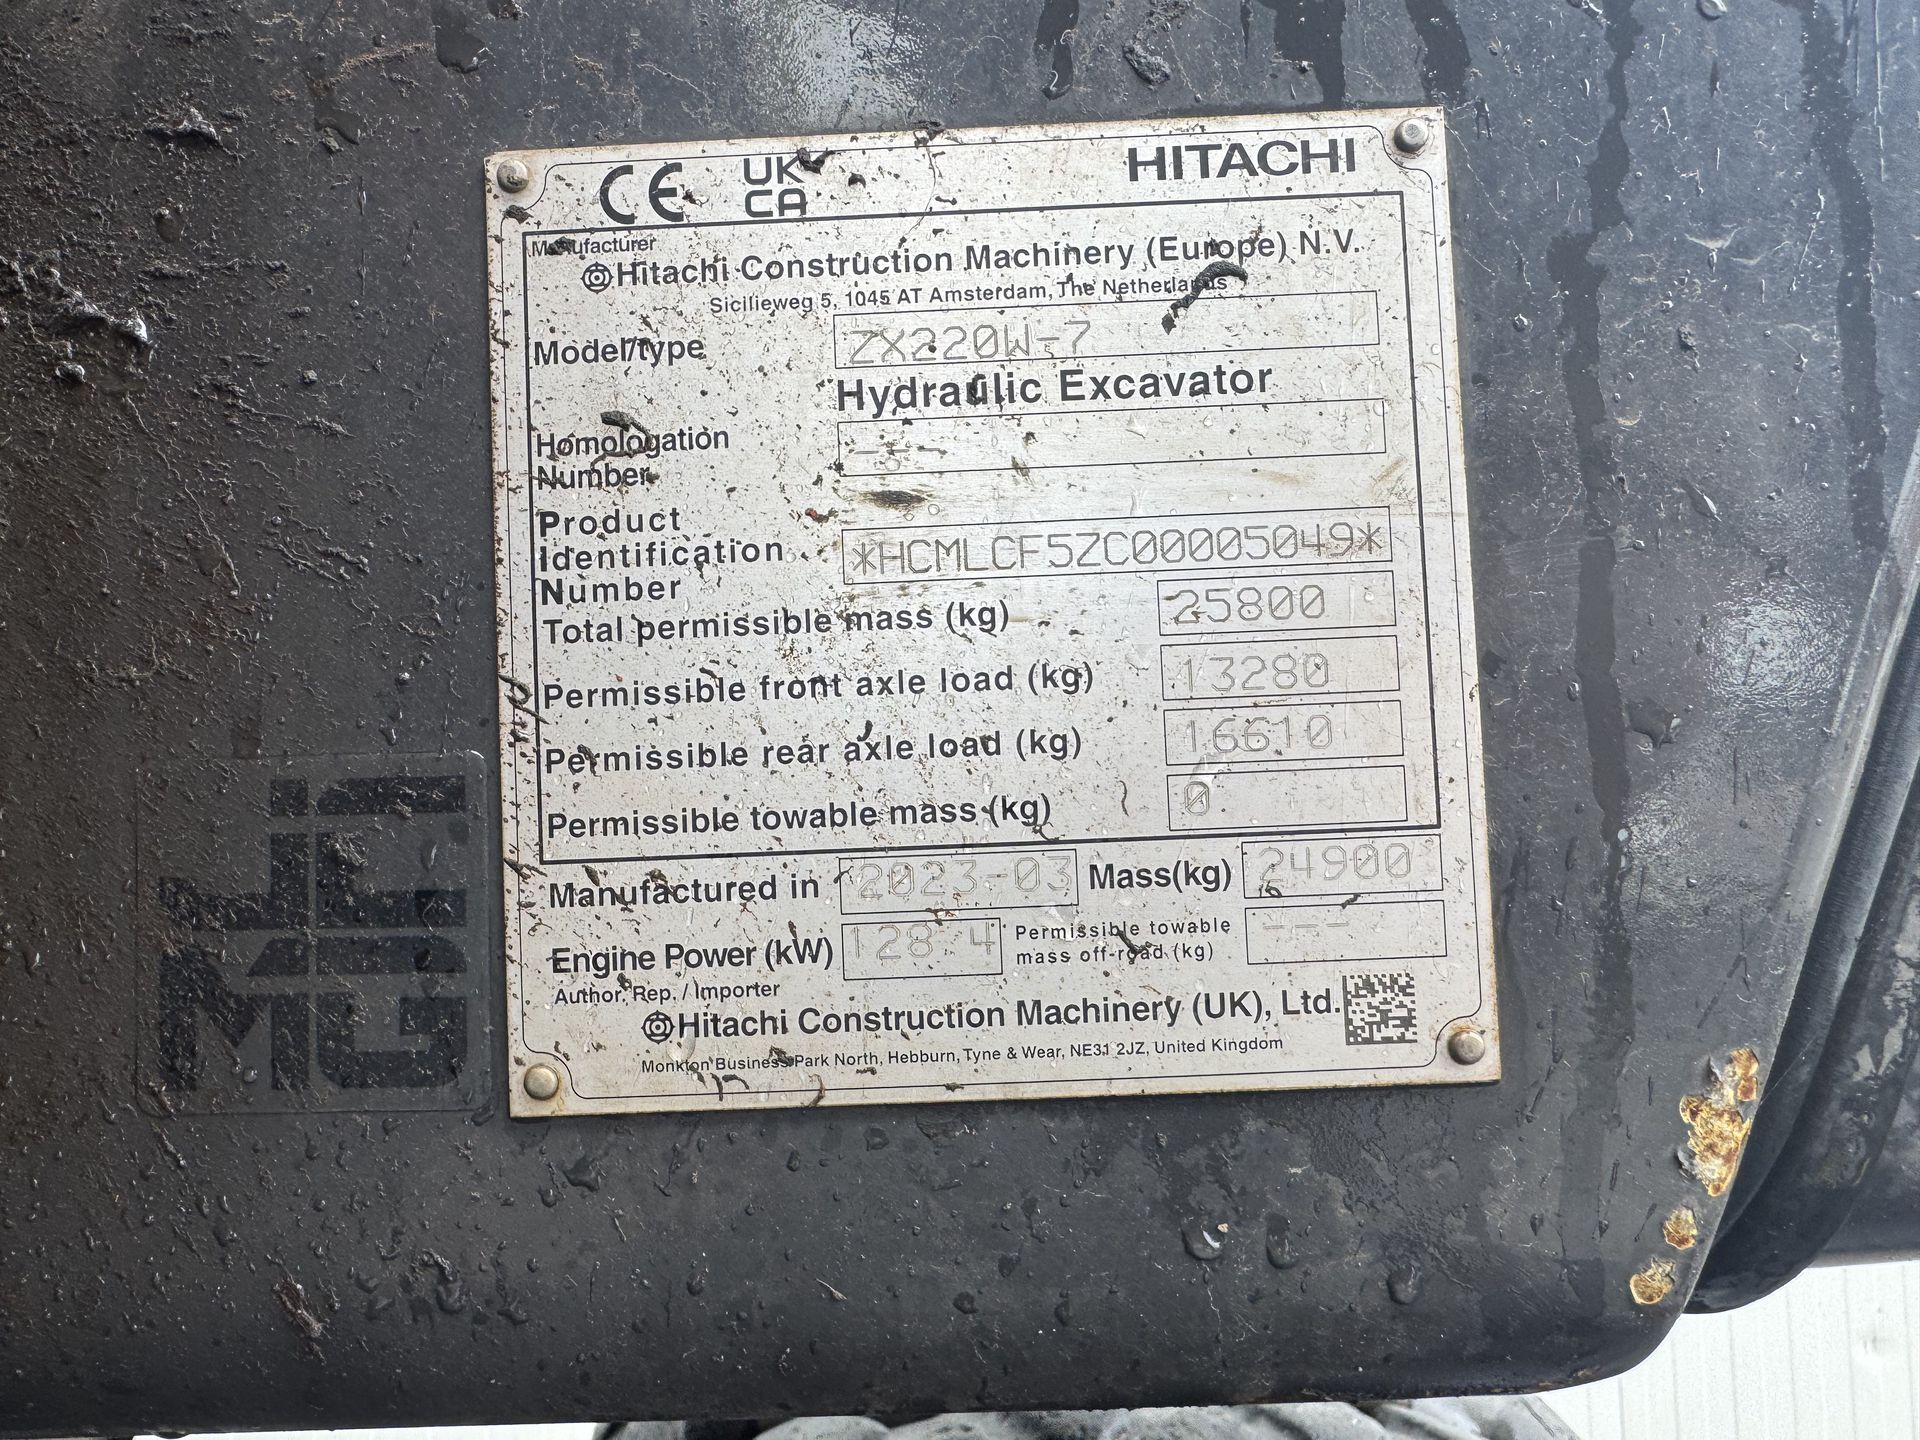 CE UK CA HITACHI
Manufacturer
Hitachi Construction Machinery (Europe) N.V.
Sicilieweg 5, 1045 AT Amsterdam, The Netherlands
Model/type ZX220W-7
Hydraulic Excavator
Homologation Number ---
Product Identification Number *HCMLCF5ZC00005049*
Total permissible mass (kg) 25800
Permissible front axle load (kg) 13280
Permissible rear axle load (kg) 16610
Permissible towable mass (kg) 0
Manufactured in 2023-03 Mass(kg) 24900
Engine Power (kW) 128.4 Permissible towable mass off-road (kg) ---
Author. Rep. / Importer
Hitachi Construction Machinery (UK), Ltd.
Monkton Business Park North, Hebburn, Tyne & Wear, NE31 2JZ, United Kingdom